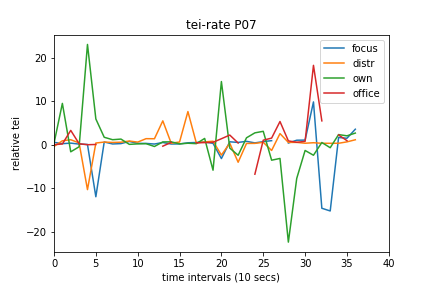 tei-rate P07
focus
distr
own
office
20
10
0
−10
−20
relative tei
0 5 10 15 20 25 30 35 40
time intervals (10 secs)